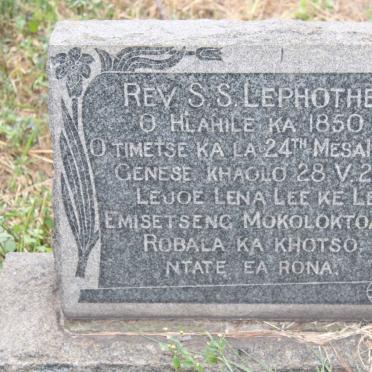 REV. S. S. LEPHOTHE
O HLAHILE KA 1850
O TIMETSE KA LA 24TH MESA
GENESE KHAOLO 28 V. 2
LEJOE LENA LEE KE LE
EMISETSENG MOKOLOKTO
ROBALA KA KHOTSO
NTATE EA RONA.